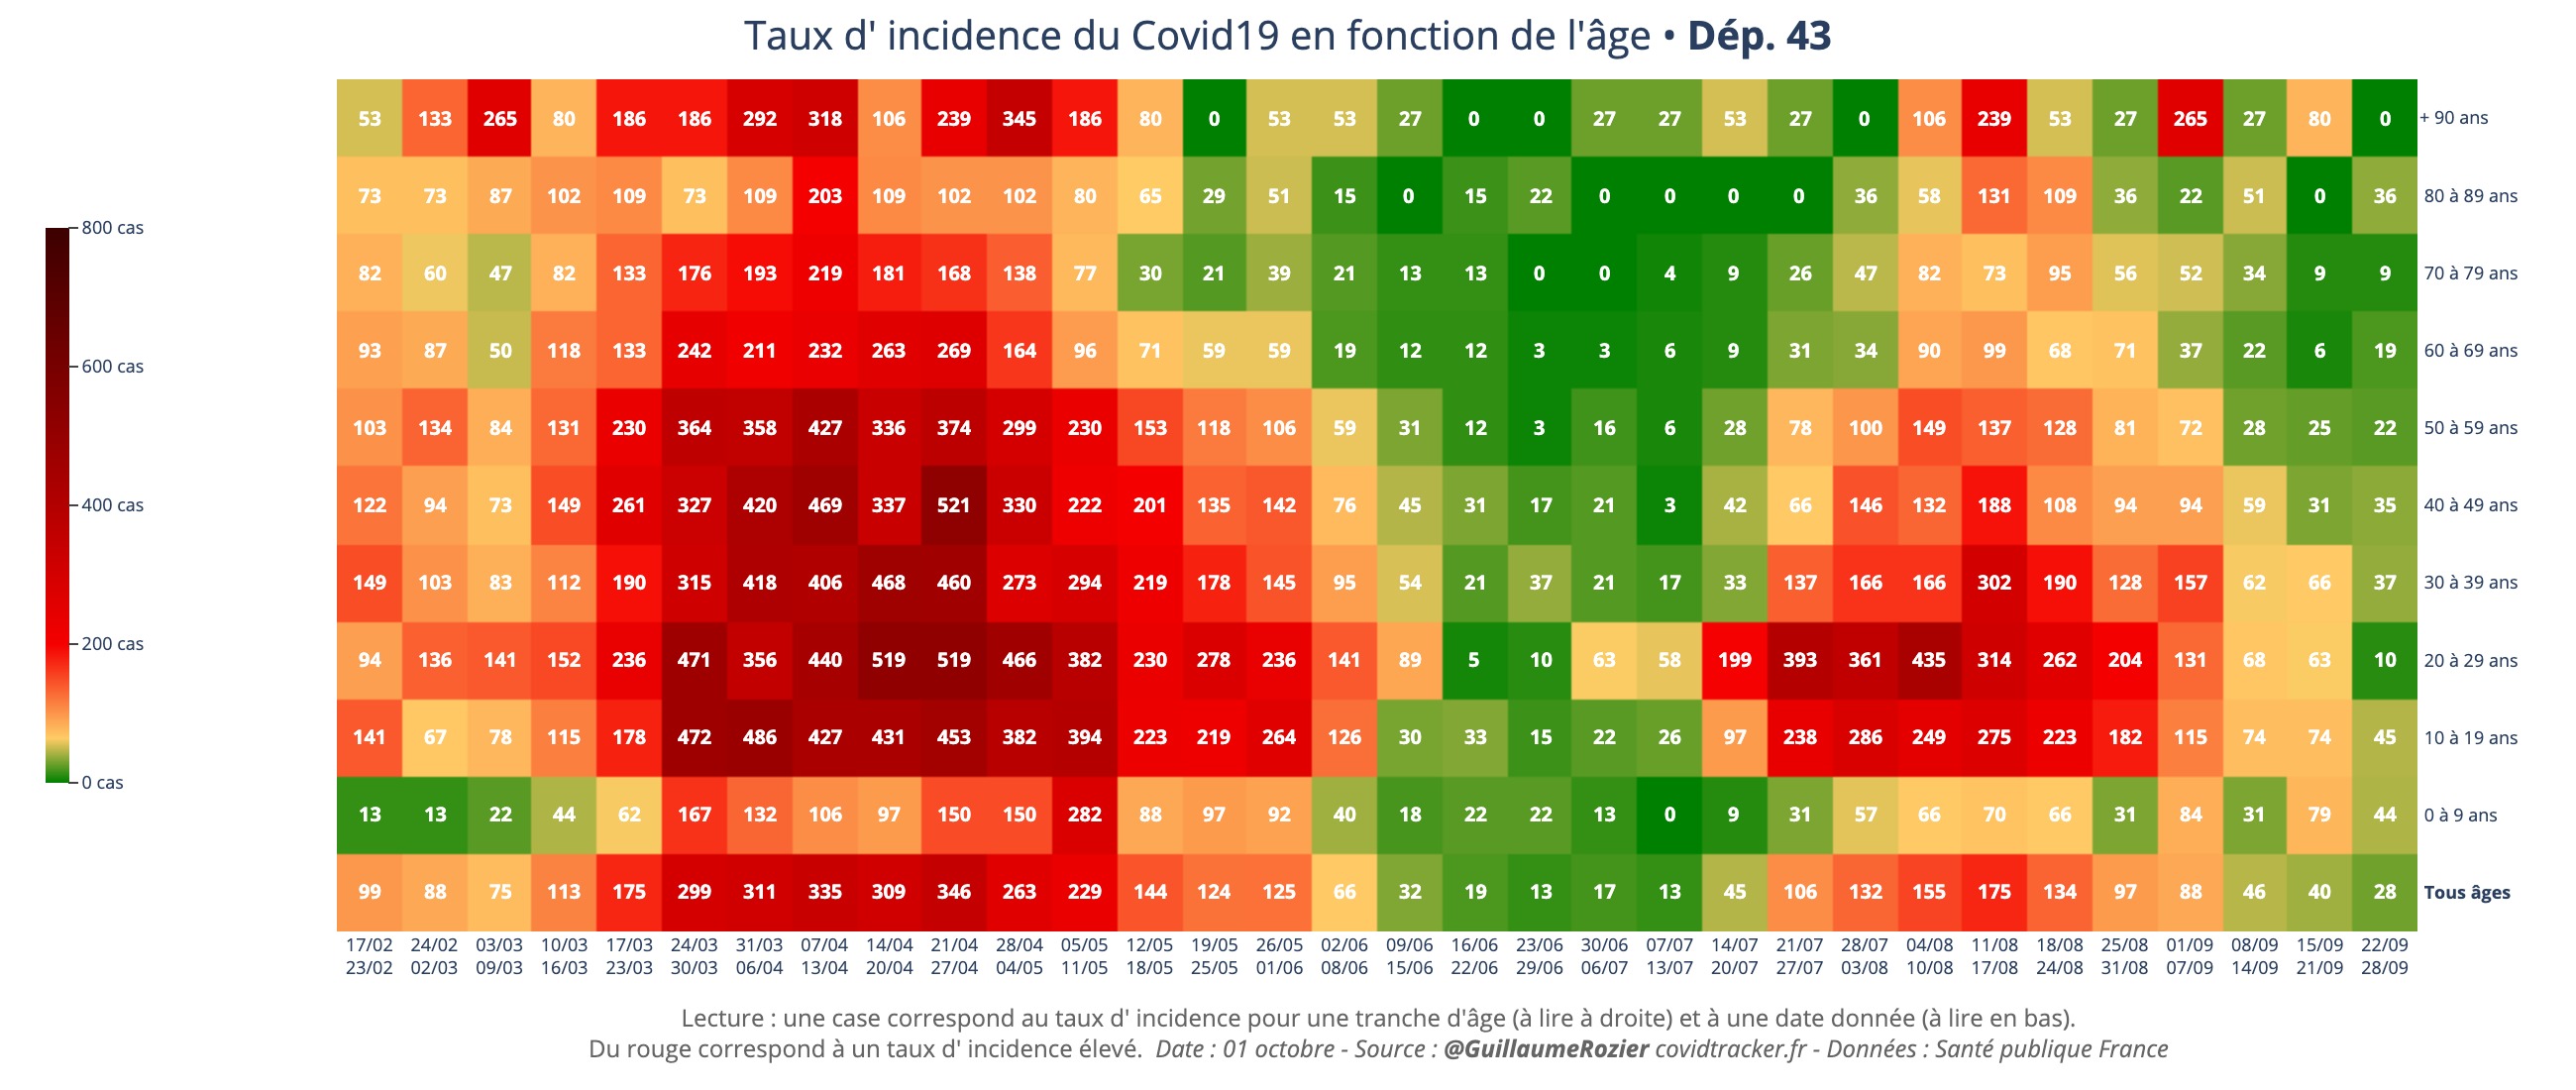 Taux d' incidence du Covid19 en fonction de l'âge • Dép. 43
800 cas
600 cas
400 cas
200 cas
0 cas
53 133 265 80 186 186 292 318 106 239 345 186 80 0 53 53 27 0 0 27 27 53 27 0 106 239 53 27 265 27 80 0 + 90 ans
73 73 87 102 109 73 109 203 109 102 102 80 65 29 51 15 0 15 22 0 0 0 0 36 58 131 109 36 22 51 0 36 80 à 89 ans
82 60 47 82 133 176 193 219 181 168 138 77 30 21 39 21 13 13 0 0 4 9 26 47 82 73 95 56 52 34 9 9 70 à 79 ans
93 87 50 118 133 242 211 232 263 269 164 96 71 59 59 19 12 12 3 3 6 9 31 34 90 99 68 71 37 22 6 19 60 à 69 ans
103 134 84 131 230 364 358 427 336 374 299 230 153 118 106 59 31 12 3 16 6 28 78 100 149 137 128 81 72 28 25 22 50 à 59 ans
122 94 73 149 261 327 420 469 337 521 330 222 201 135 142 76 45 31 17 21 3 42 66 146 132 188 108 94 94 59 31 35 40 à 49 ans
149 103 83 112 190 315 418 406 468 460 273 294 219 178 145 95 54 21 37 21 17 33 137 166 166 302 190 128 157 62 66 37 30 à 39 ans
94 136 141 152 236 471 356 440 519 519 466 382 230 278 236 141 89 5 10 63 58 199 393 361 435 314 262 204 131 68 63 10 20 à 29 ans
141 67 78 115 178 472 486 427 431 453 382 394 223 219 264 126 30 33 15 22 26 97 238 286 249 275 223 182 115 74 74 45 10 à 19 ans
13 13 22 44 62 167 132 106 97 150 150 282 88 97 92 40 18 22 22 13 0 9 31 57 66 70 66 31 84 31 79 44 0 à 9 ans
99 88 75 113 175 299 311 335 309 346 263 229 144 124 125 66 32 19 13 17 13 45 106 132 155 175 134 97 88 46 40 28 Tous âges
17/02 24/02 03/03 10/03 17/03 24/03 31/03 07/04 14/04 21/04 28/04 05/05 12/05 19/05 26/05 02/06 09/06 16/06 23/06 30/06 07/07 14/07 21/07 28/07 04/08 11/08 18/08 25/08 01/09 08/09 15/09 22/09
23/02 02/03 09/03 16/03 23/03 30/03 06/04 13/04 20/04 27/04 04/05 11/05 18/05 25/05 01/06 08/06 15/06 22/06 29/06 06/07 13/07 20/07 27/07 03/08 10/08 17/08 24/08 31/08 07/09 14/09 21/09 28/09
Lecture : une case correspond au taux d' incidence pour une tranche d'âge (à lire à droite) et à une date donnée (à lire en bas).
Du rouge correspond à un taux d' incidence élevé. Date : 01 octobre - Source : @GuillaumeRozier covidtracker.fr - Données : Santé publique France